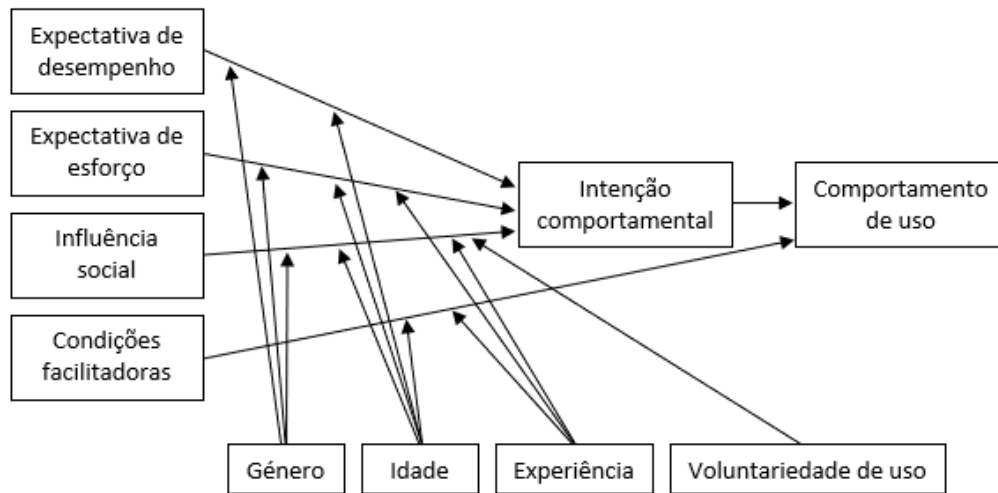 Expectativa de
desempenho
Expectativa de
esforço
Influência
social
Condições
facilitadoras
Intenção
comportamental
Comportamento
de uso
Género
Idade
Experiência
Voluntariedade de uso